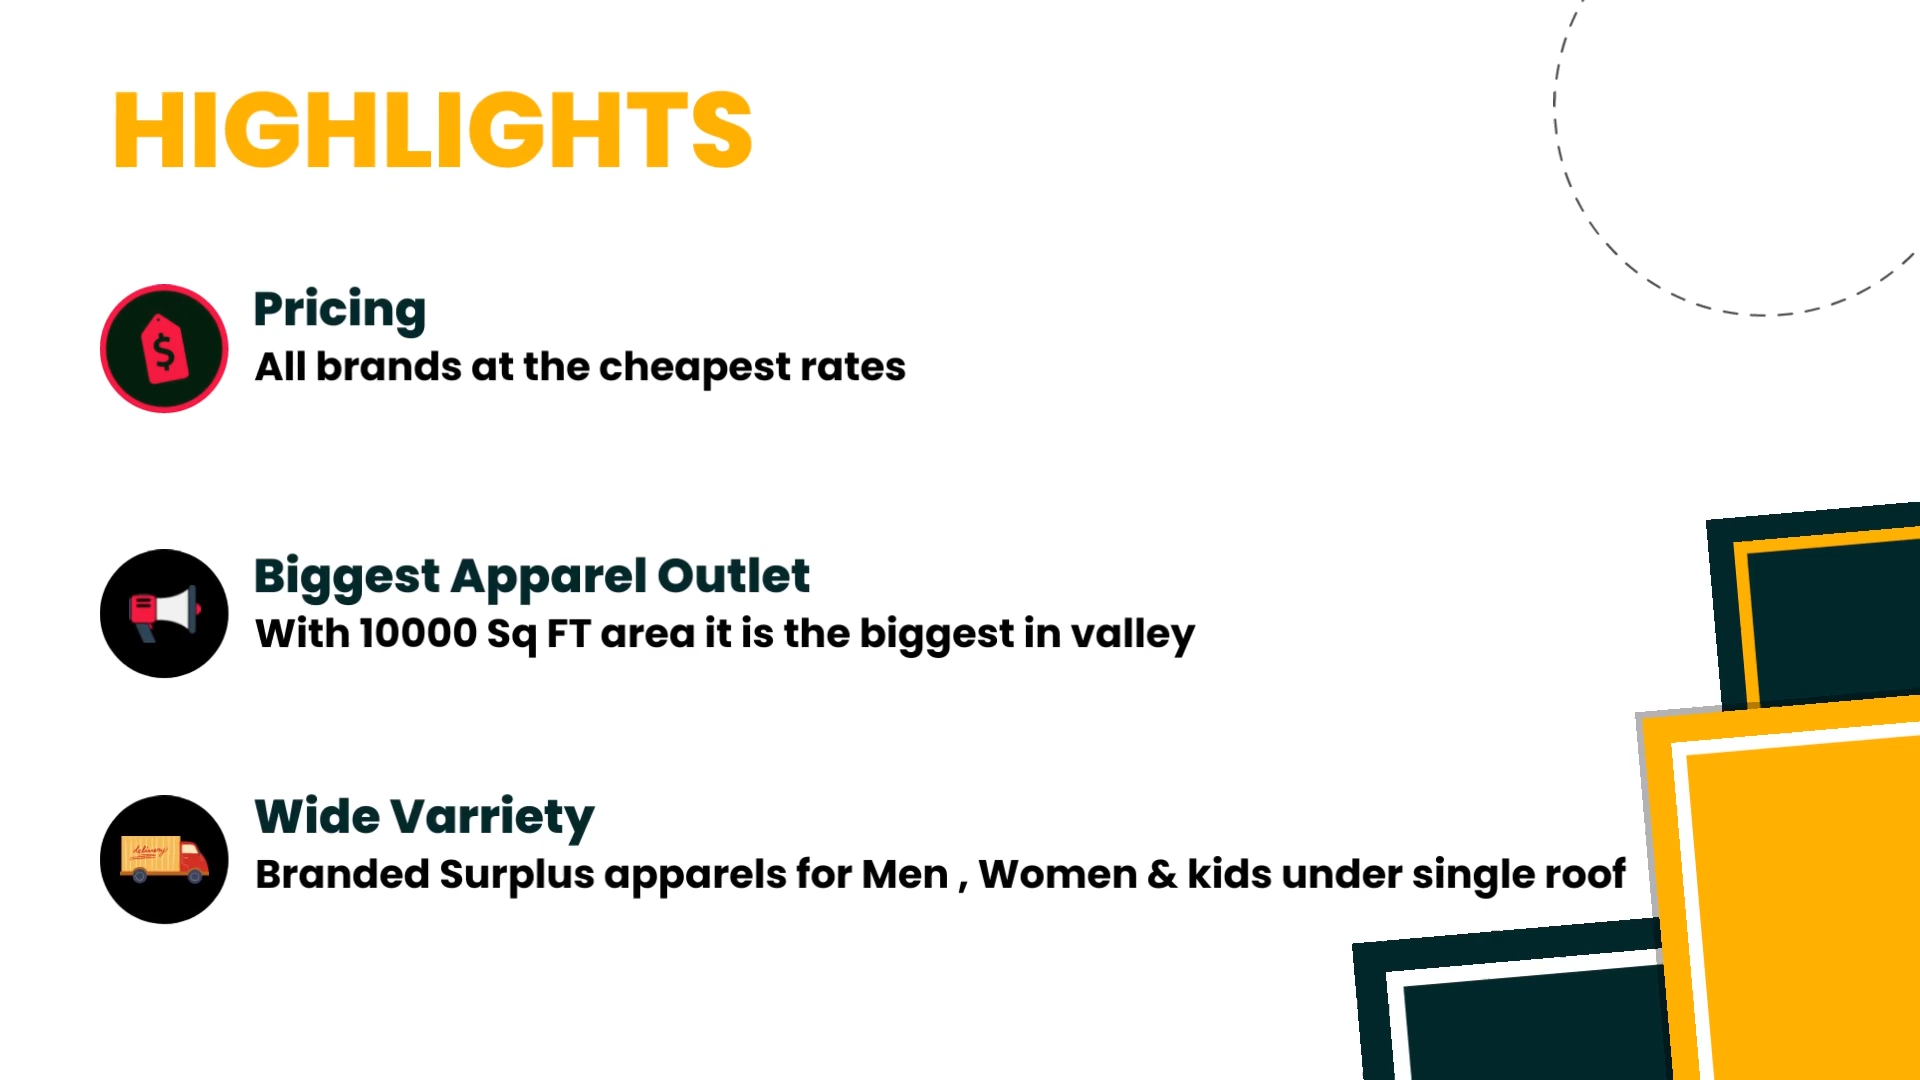 HIGHLIGHTS
Pricing
All brands at the cheapest rates
Biggest Apparel Outlet
With 10000 Sq FT area it is the biggest in valley
Wide Varriety
delivery
Branded Surplus apparels for Men , Women & kids under single roof